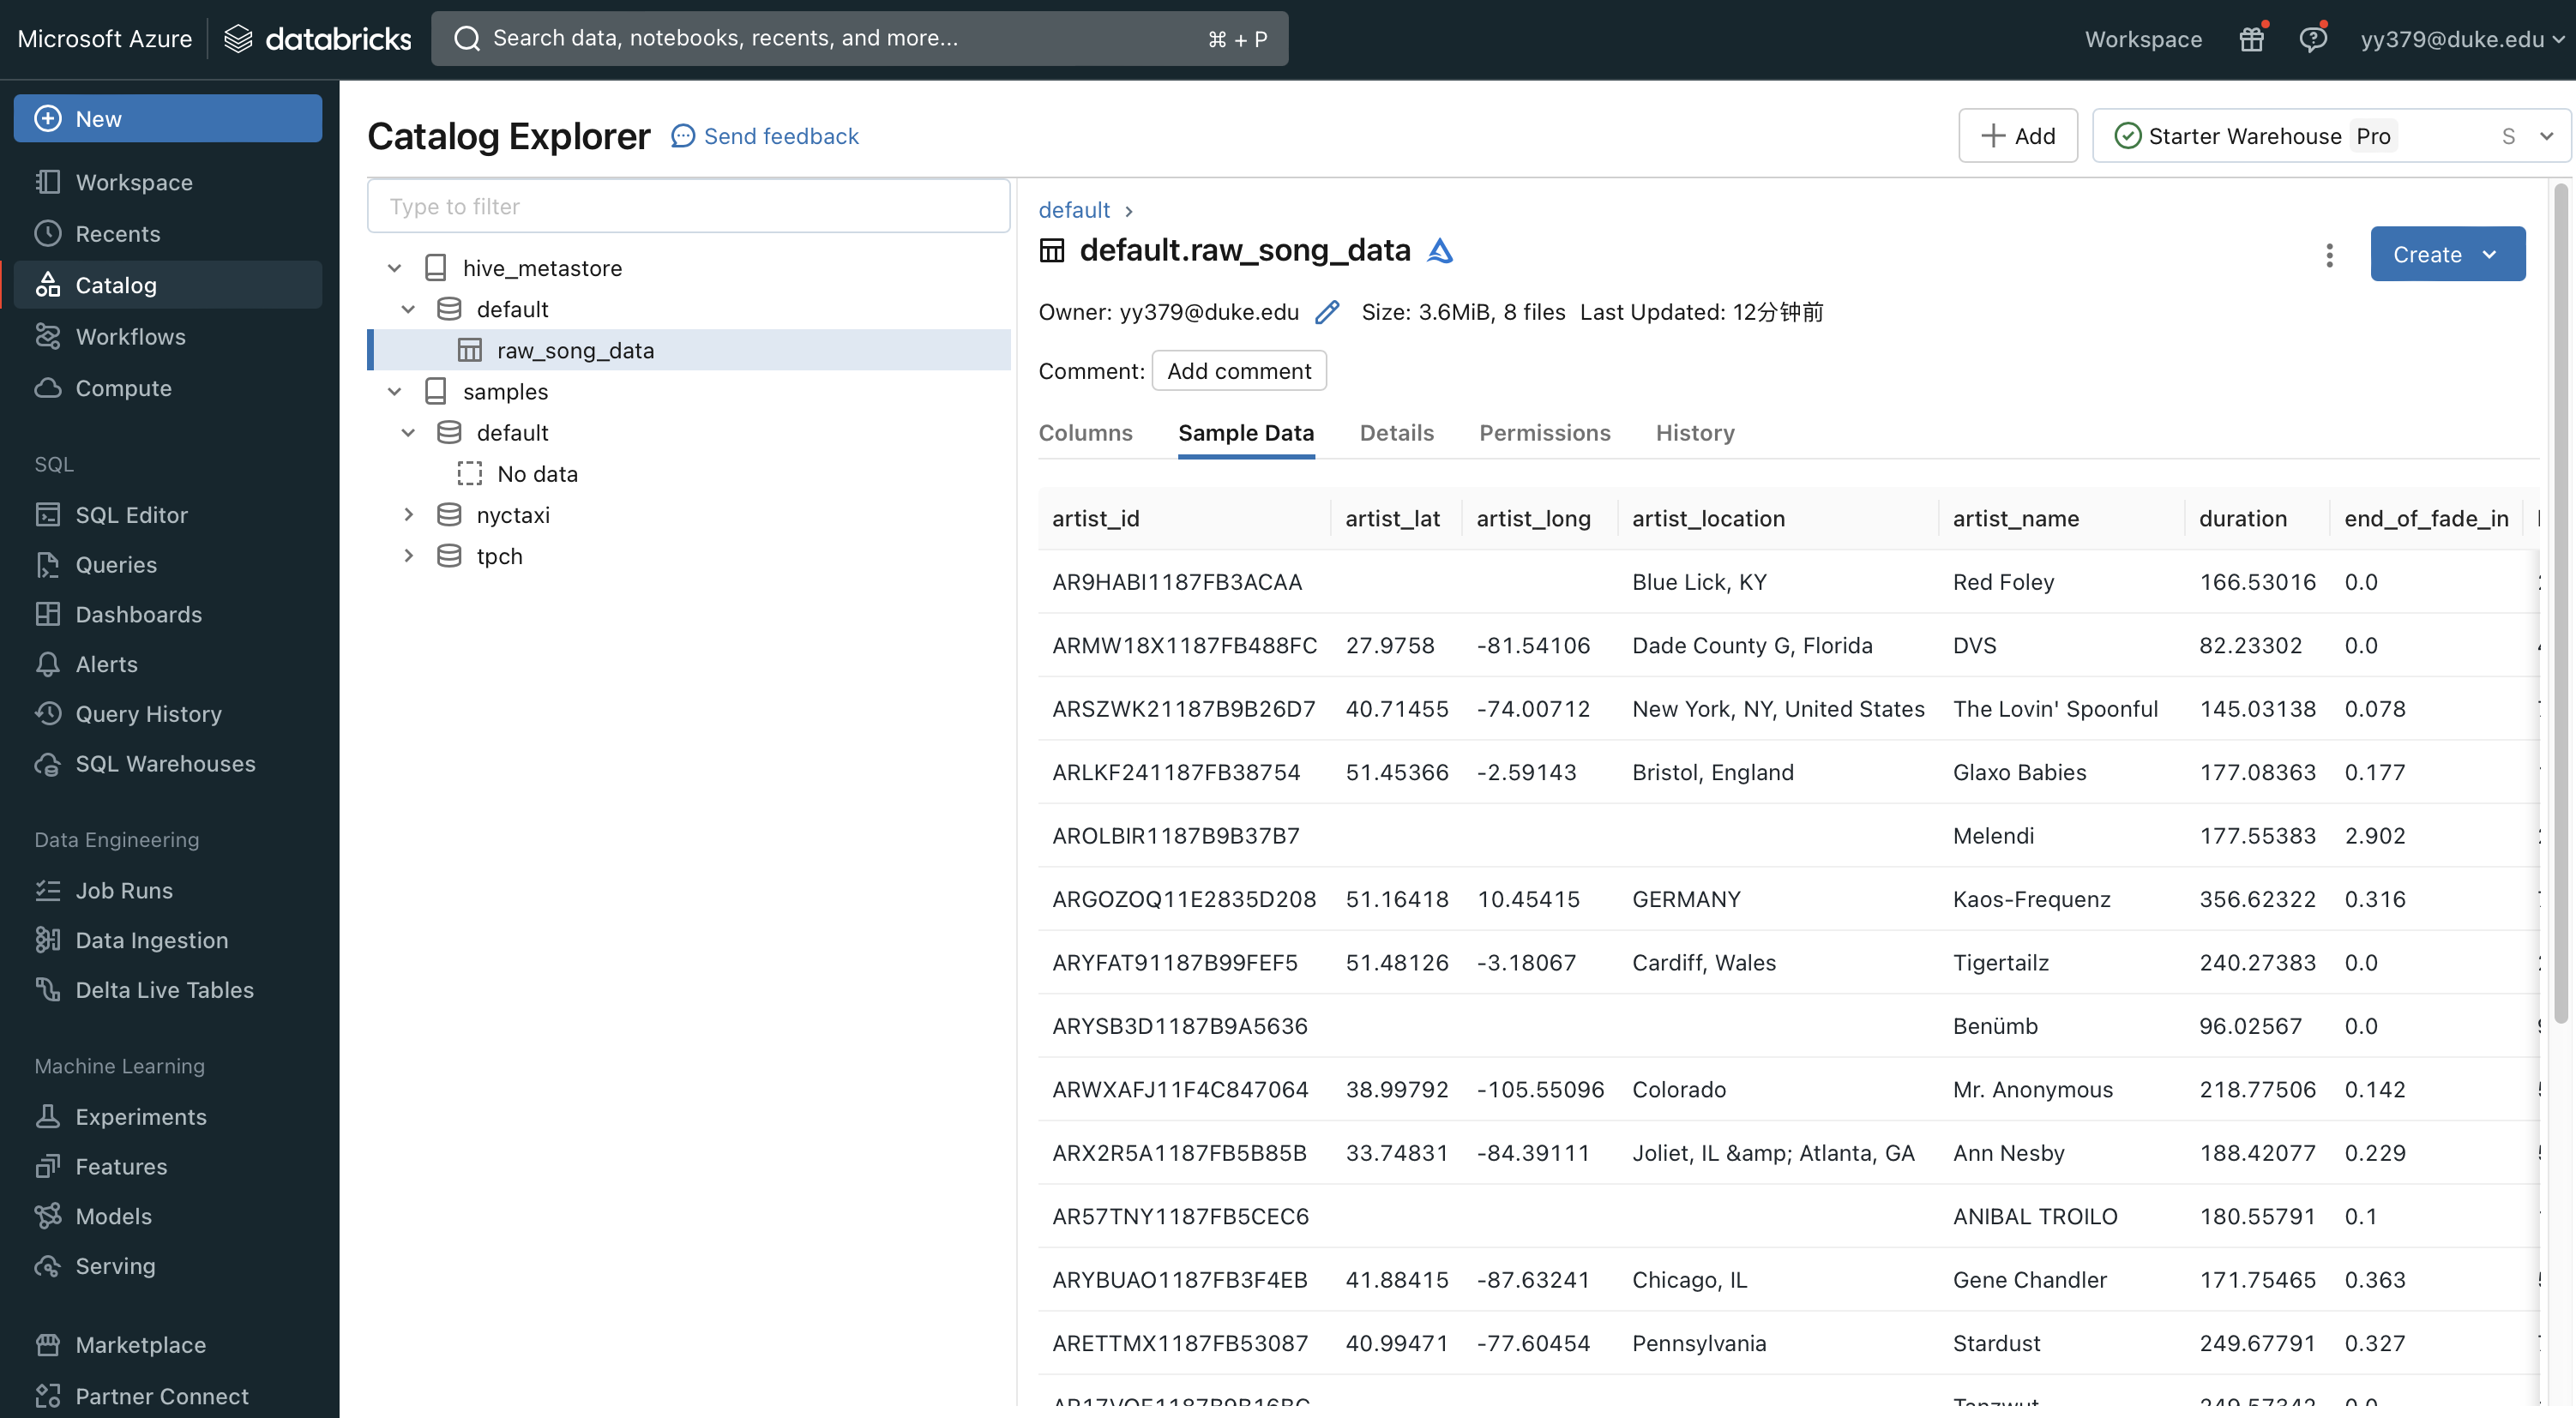 Microsoft Azure databricks Search data, notebooks, recents, and more... ⌘ + P Workspace yy379@duke.edu
New
Workspace
Recents
Catalog
Workflows
Compute
SQL
SQL Editor
Queries
Dashboards
Alerts
Query History
SQL Warehouses
Data Engineering
Job Runs
Data Ingestion
Delta Live Tables
Machine Learning
Experiments
Features
Models
Serving
Marketplace
Partner Connect
Catalog Explorer Send feedback Add Starter Warehouse Pro S
Type to filter
hive_metastore
default
raw_song_data
samples
default
No data
nyctaxi
tpch
default
default.raw_song_data
Create
Owner: yy379@duke.edu Size: 3.6MiB, 8 files Last Updated: 12分钟前
Comment: Add comment
Columns Sample Data Details Permissions History
artist_id artist_lat artist_long artist_location artist_name duration end_of_fade_in
AR9HABI1187FB3ACAA Blue Lick, KY Red Foley 166.53016 0.0
ARMW18X1187FB488FC 27.9758 -81.54106 Dade County G, Florida DVS 82.23302 0.0
ARSZWK21187B9B26D7 40.71455 -74.00712 New York, NY, United States The Lovin' Spoonful 145.03138 0.078
ARLKF241187FB38754 51.45366 -2.59143 Bristol, England Glaxo Babies 177.08363 0.177
AROLBIR1187B9B37B7 Melendi 177.55383 2.902
ARGOZOQ11E2835D208 51.16418 10.45415 GERMANY Kaos-Frequenz 356.62322 0.316
ARYFAT91187B99FEF5 51.48126 -3.18067 Cardiff, Wales Tigertailz 240.27383 0.0
ARYSB3D1187B9A5636 Benümb 96.02567 0.0
ARWXAFJ11F4C847064 38.99792 -105.55096 Colorado Mr. Anonymous 218.77506 0.142
ARX2R5A1187FB5B85B 33.74831 -84.39111 Joliet, IL &amp; Atlanta, GA Ann Nesby 188.42077 0.229
AR57TNY1187FB5CEC6 ANIBAL TROILO 180.55791 0.1
ARYBUAO1187FB3F4EB 41.88415 -87.63241 Chicago, IL Gene Chandler 171.75465 0.363
ARETTMX1187FB53087 40.99471 -77.60454 Pennsylvania Stardust 249.67791 0.327